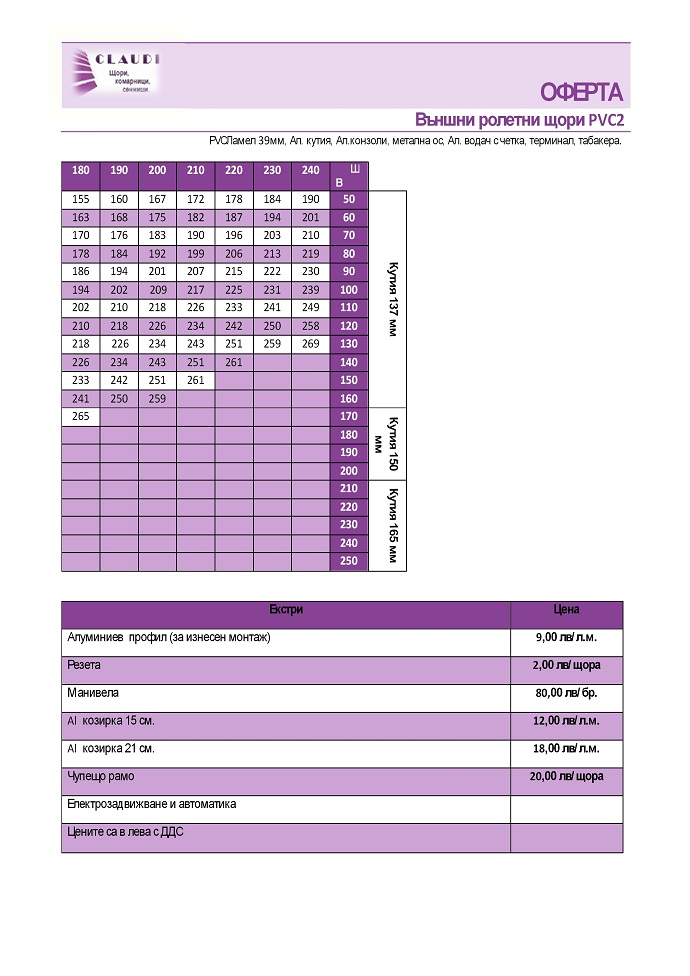 CLAUDI
Щори,
комарници,
сенници.
ОФЕРТА
Външни ролетни щори PVC2
PVCЛамел 39мм, Ал. кутия, Ал.конзоли, метална ос, Ал. водач с четка, терминал, табакера.
180 190 200 210 220 230 240 Ш
В
155 160 167 172 178 184 190 50
163 168 175 182 187 194 201 60
170 176 183 190 196 203 210 70
178 184 192 199 206 213 219 80
186 194 201 207 215 222 230 90
194 202 209 217 225 231 239 100
202 210 218 226 233 241 249 110
210 218 226 234 242 250 258 120
218 226 234 243 251 259 269 130
226 234 243 251 261 140
233 242 251 261 150
241 250 259 160
265 170
180
190
200
210
220
230
240
250
Кутия 137 мм
Кутия 150
мм
Кутия 165 мм
Екстри Цена
Алуминиев профил (за изнесен монтаж) 9,00 лв/ л.м.
Резета 2,00 лв/ щора
Манивела 80,00 лв/ бр.
Al козирка 15 см. 12,00 лв/ л.м.
Al козирка 21 см. 18,00 лв/ л.м.
Чупещо рамо 20,00 лв/ щора
Електрозадвижване и автоматика
Цените са в лева с ДДС